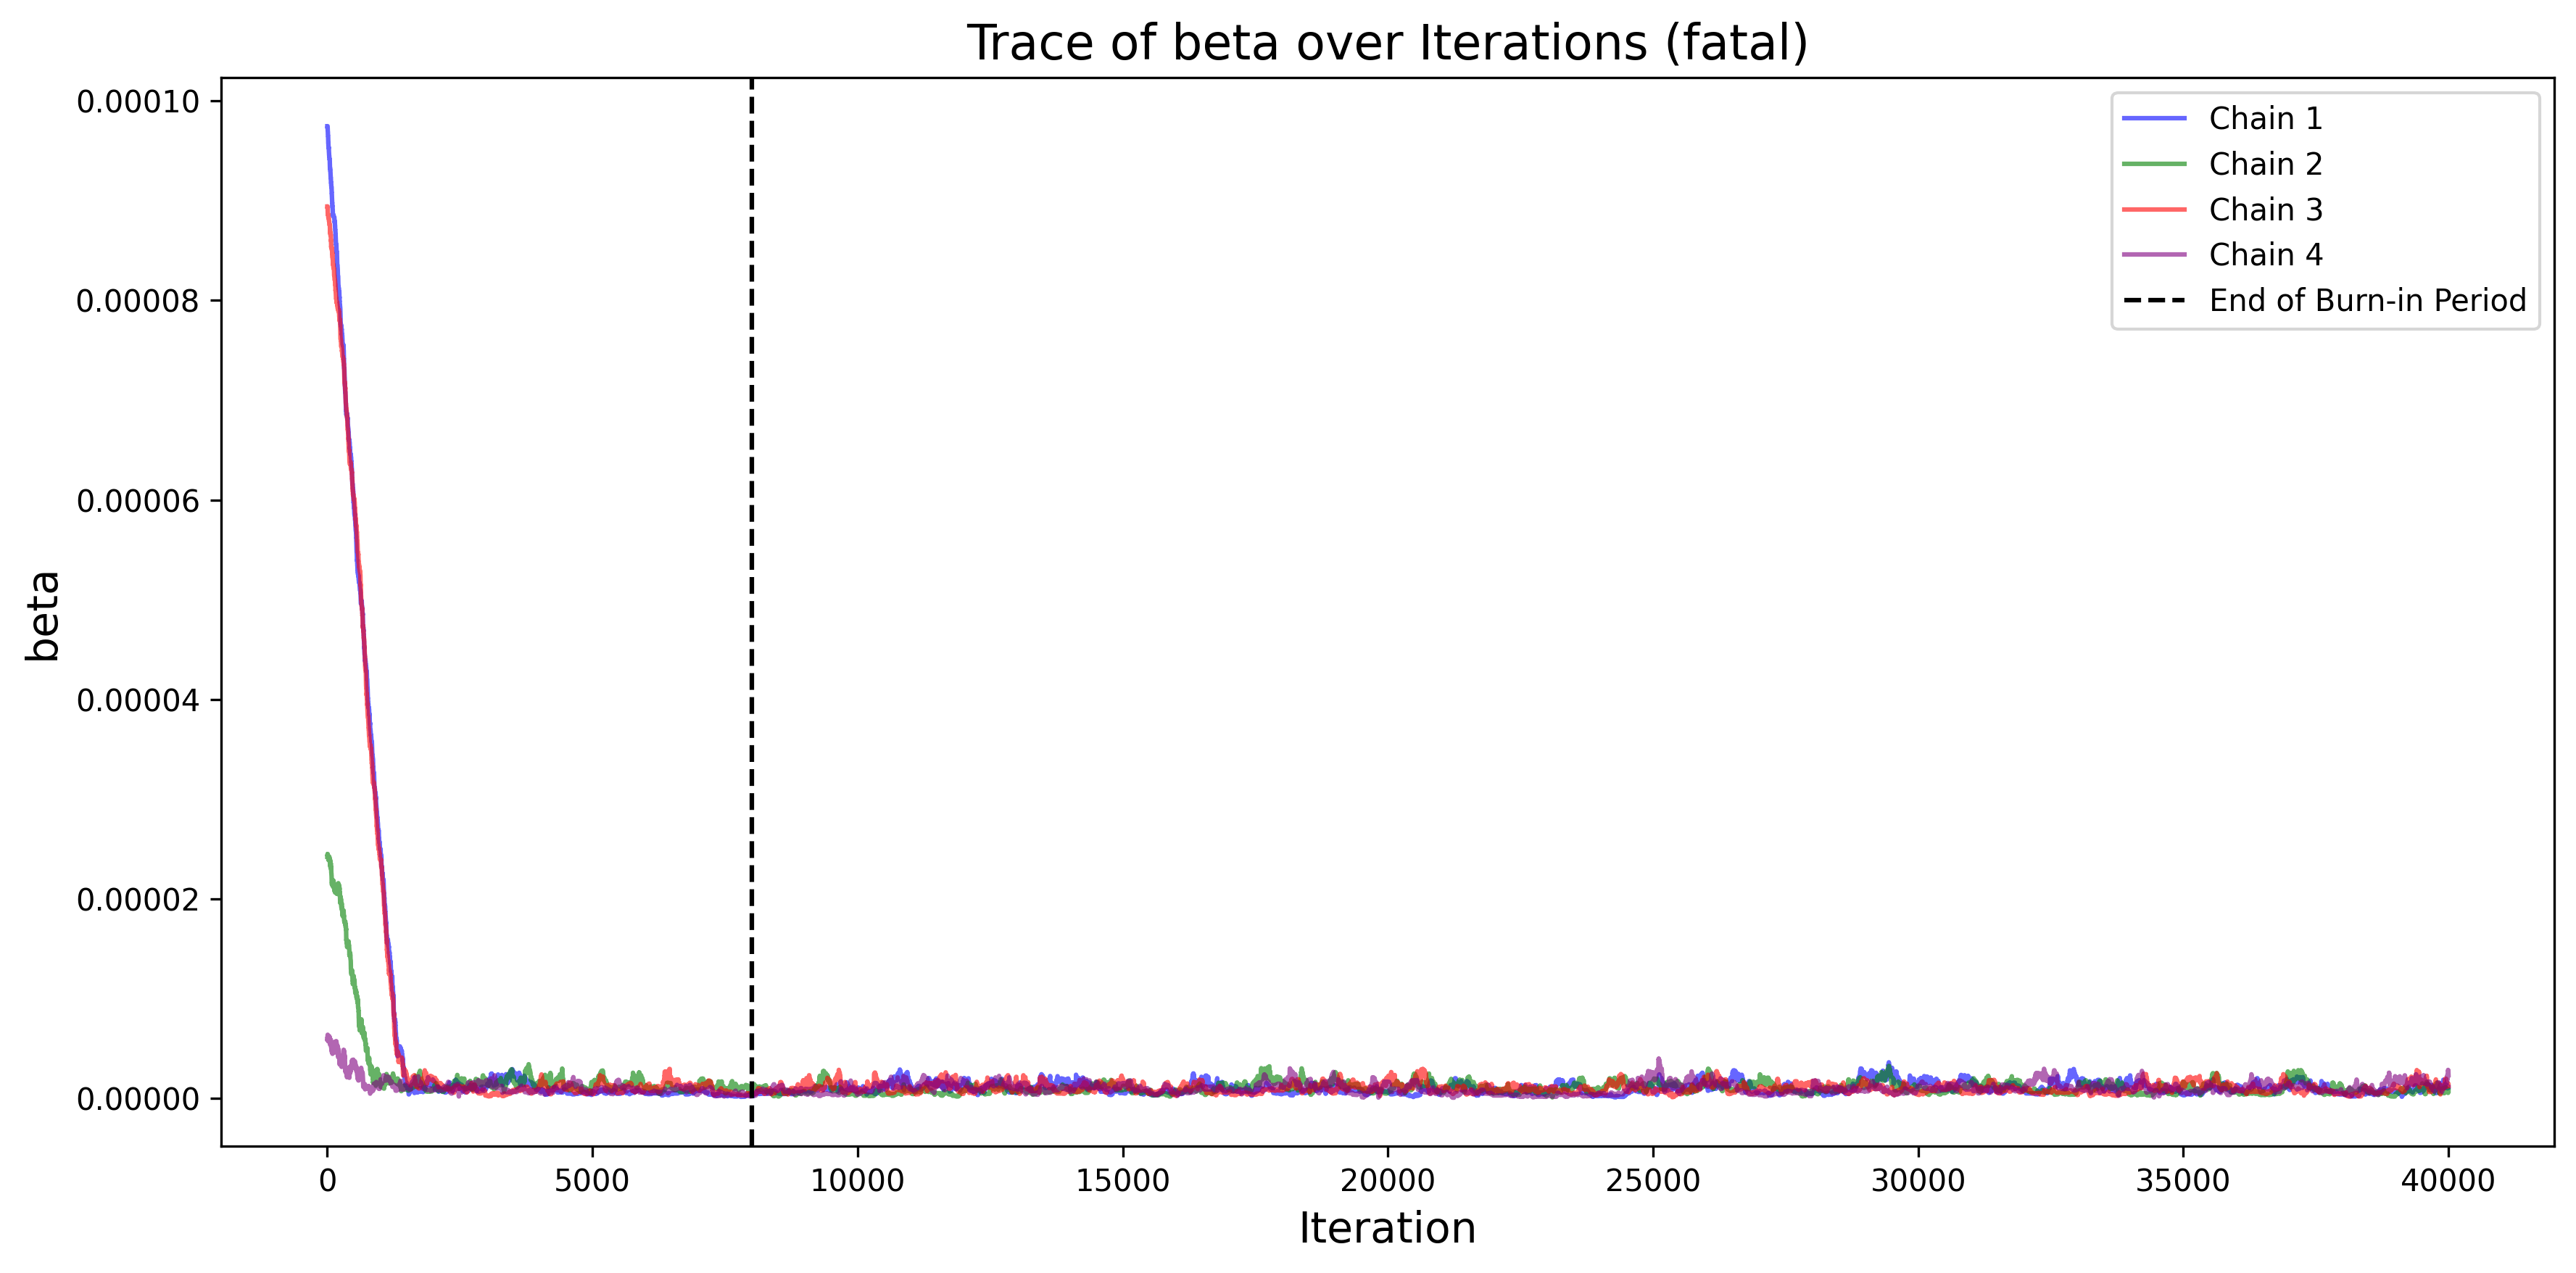 Trace of beta over Iterations (fatal)
0.00010
0.00008
0.00006
0.00004
0.00002
0.00000
beta
Chain 1
Chain 2
Chain 3
Chain 4
End of Burn-in Period
0 5000 10000 15000 20000 25000 30000 35000 40000
Iteration